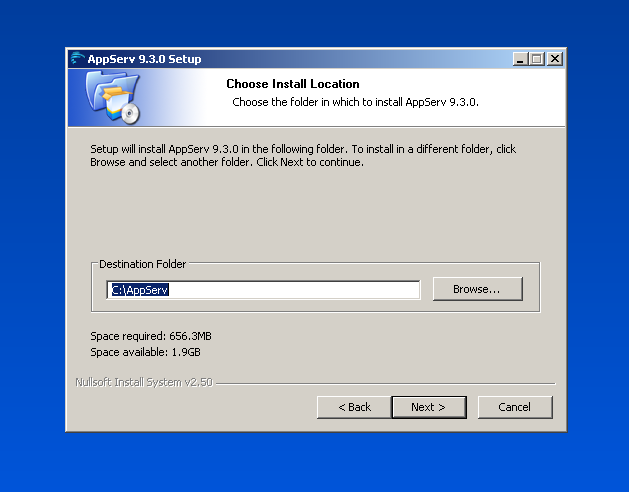 AppServ 9.3.0 Setup
Choose Install Location
Choose the folder in which to install AppServ 9.3.0.
Setup will install AppServ 9.3.0 in the following folder. To install in a different folder, click
Browse and select another folder. Click Next to continue.
Destination Folder
C:\AppServ
Browse...
Space required: 656.3MB
Space available: 1.9GB
Nullsoft Install System v2.50
< Back
Next >
Cancel